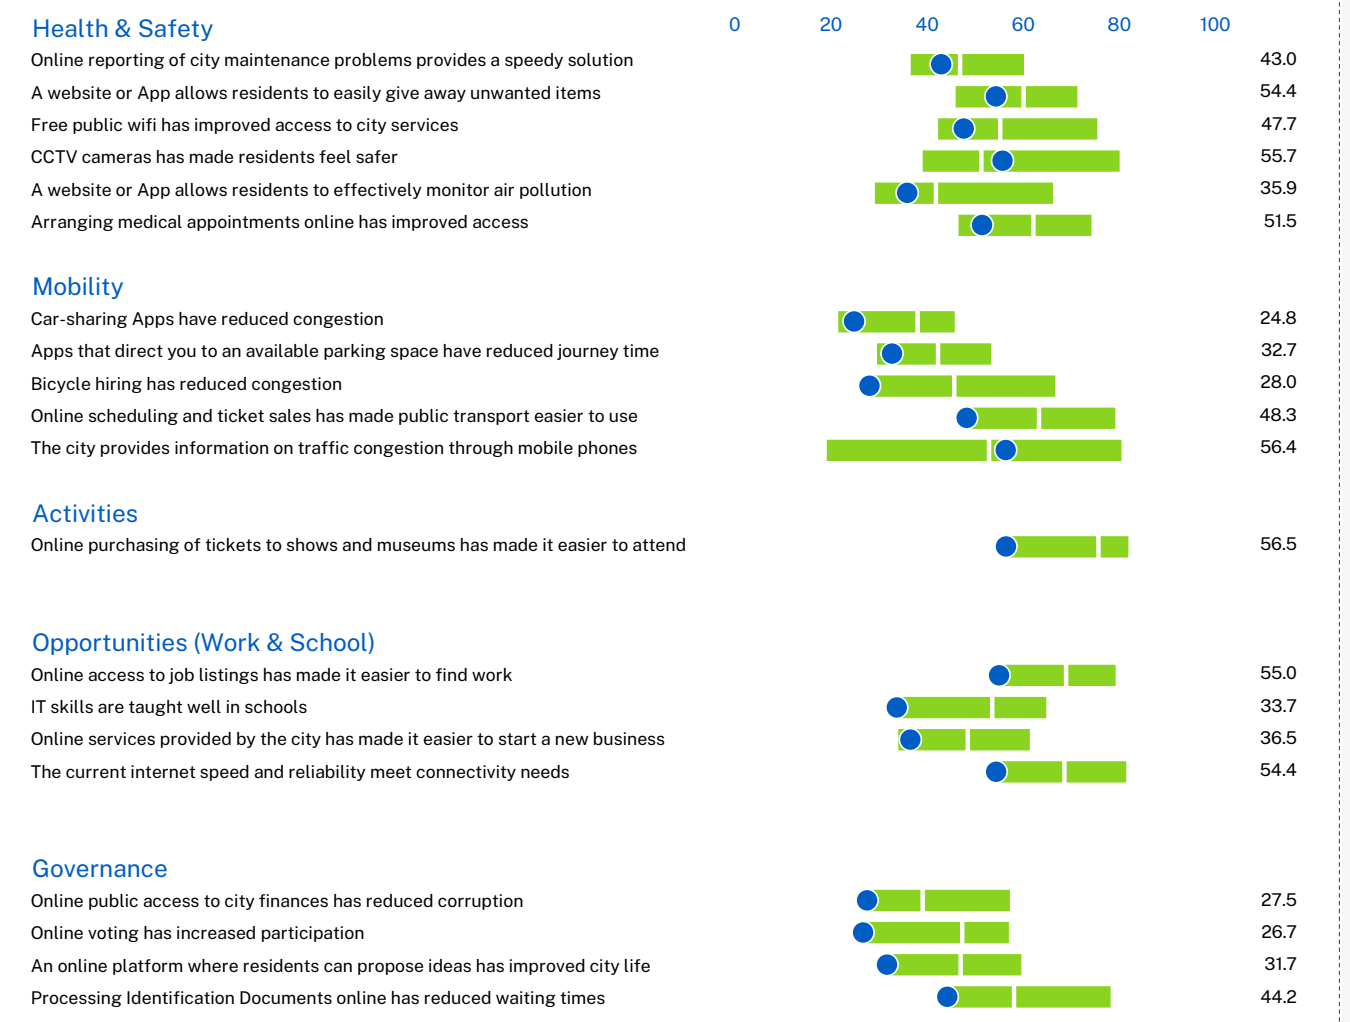 Health & Safety 0 20 40 60 80 100
Online reporting of city maintenance problems provides a speedy solution 43.0
A website or App allows residents to easily give away unwanted items 54.4
Free public wifi has improved access to city services 47.7
CCTV cameras has made residents feel safer 55.7
A website or App allows residents to effectively monitor air pollution 35.9
Arranging medical appointments online has improved access 51.5
Mobility
Car-sharing Apps have reduced congestion 24.8
Apps that direct you to an available parking space have reduced journey time 32.7
Bicycle hiring has reduced congestion 28.0
Online scheduling and ticket sales has made public transport easier to use 48.3
The city provides information on traffic congestion through mobile phones 56.4
Activities
Online purchasing of tickets to shows and museums has made it easier to attend 56.5
Opportunities (Work & School)
Online access to job listings has made it easier to find work 55.0
IT skills are taught well in schools 33.7
Online services provided by the city has made it easier to start a new business 36.5
The current internet speed and reliability meet connectivity needs 54.4
Governance
Online public access to city finances has reduced corruption 27.5
Online voting has increased participation 26.7
An online platform where residents can propose ideas has improved city life 31.7
Processing Identification Documents online has reduced waiting times 44.2